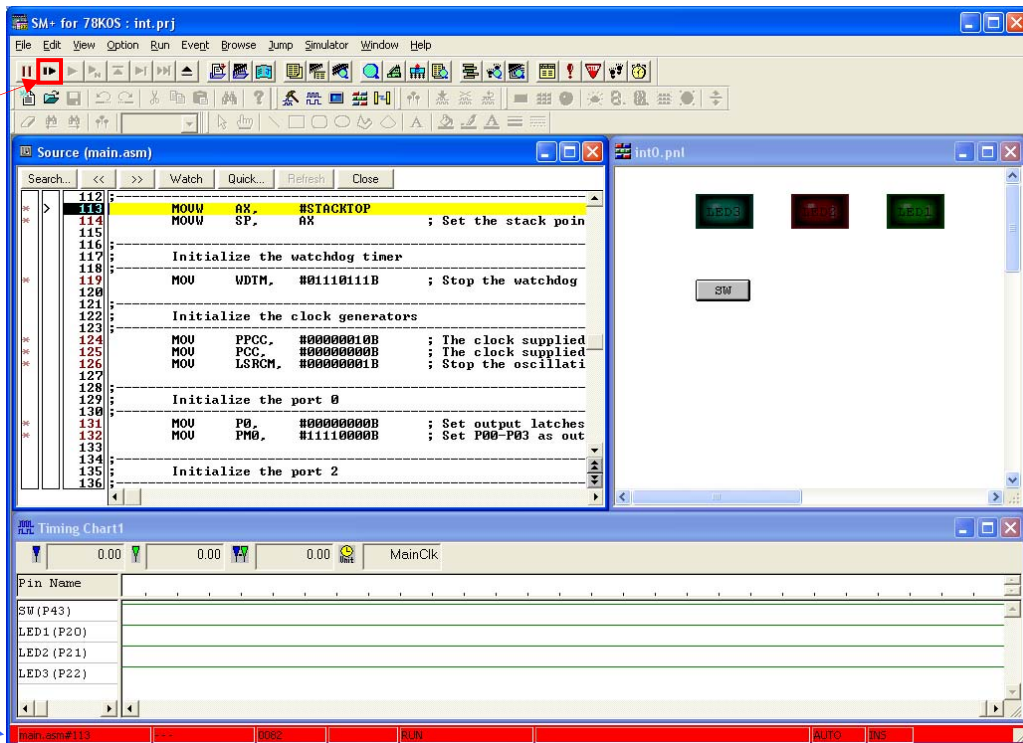 SM+ for 78K0S : int.prj
File Edit View Option Run Event Browse Jump Simulator Window Help
Source (main.asm)
Search... << >> Watch Quick... Refresh Close
112 ;
113 MOVW AX, #STACKTOP
114 MOVW SP, AX ; Set the stack poin
115
116 ;
117 ; Initialize the watchdog timer
118 ;
119 MOV WDTM, #01110111B ; Stop the watchdog
120
121 ;
122 ; Initialize the clock generators
123 ;
124 MOV PPCC, #00000010B ; The clock supplied
125 MOV PCC, #00000000B ; The clock supplied
126 MOV LSRCM, #00000001B ; Stop the oscillati
127
128 ;
129 ; Initialize the port 0
130 ;
131 MOV P0, #00000000B ; Set output latches
132 MOV PM0, #11110000B ; Set P00-P03 as out
133
134 ;
135 ; Initialize the port 2
136 ;
int0.pnl
LED3 LED2 LED1
SW
Timing Chart1
0.00 0.00 0.00 Unit MainClk
Pin Name
SW(P43)
LED1(P20)
LED2(P21)
LED3(P22)
main.asm#113 --- 0082 RUN AUTO INS